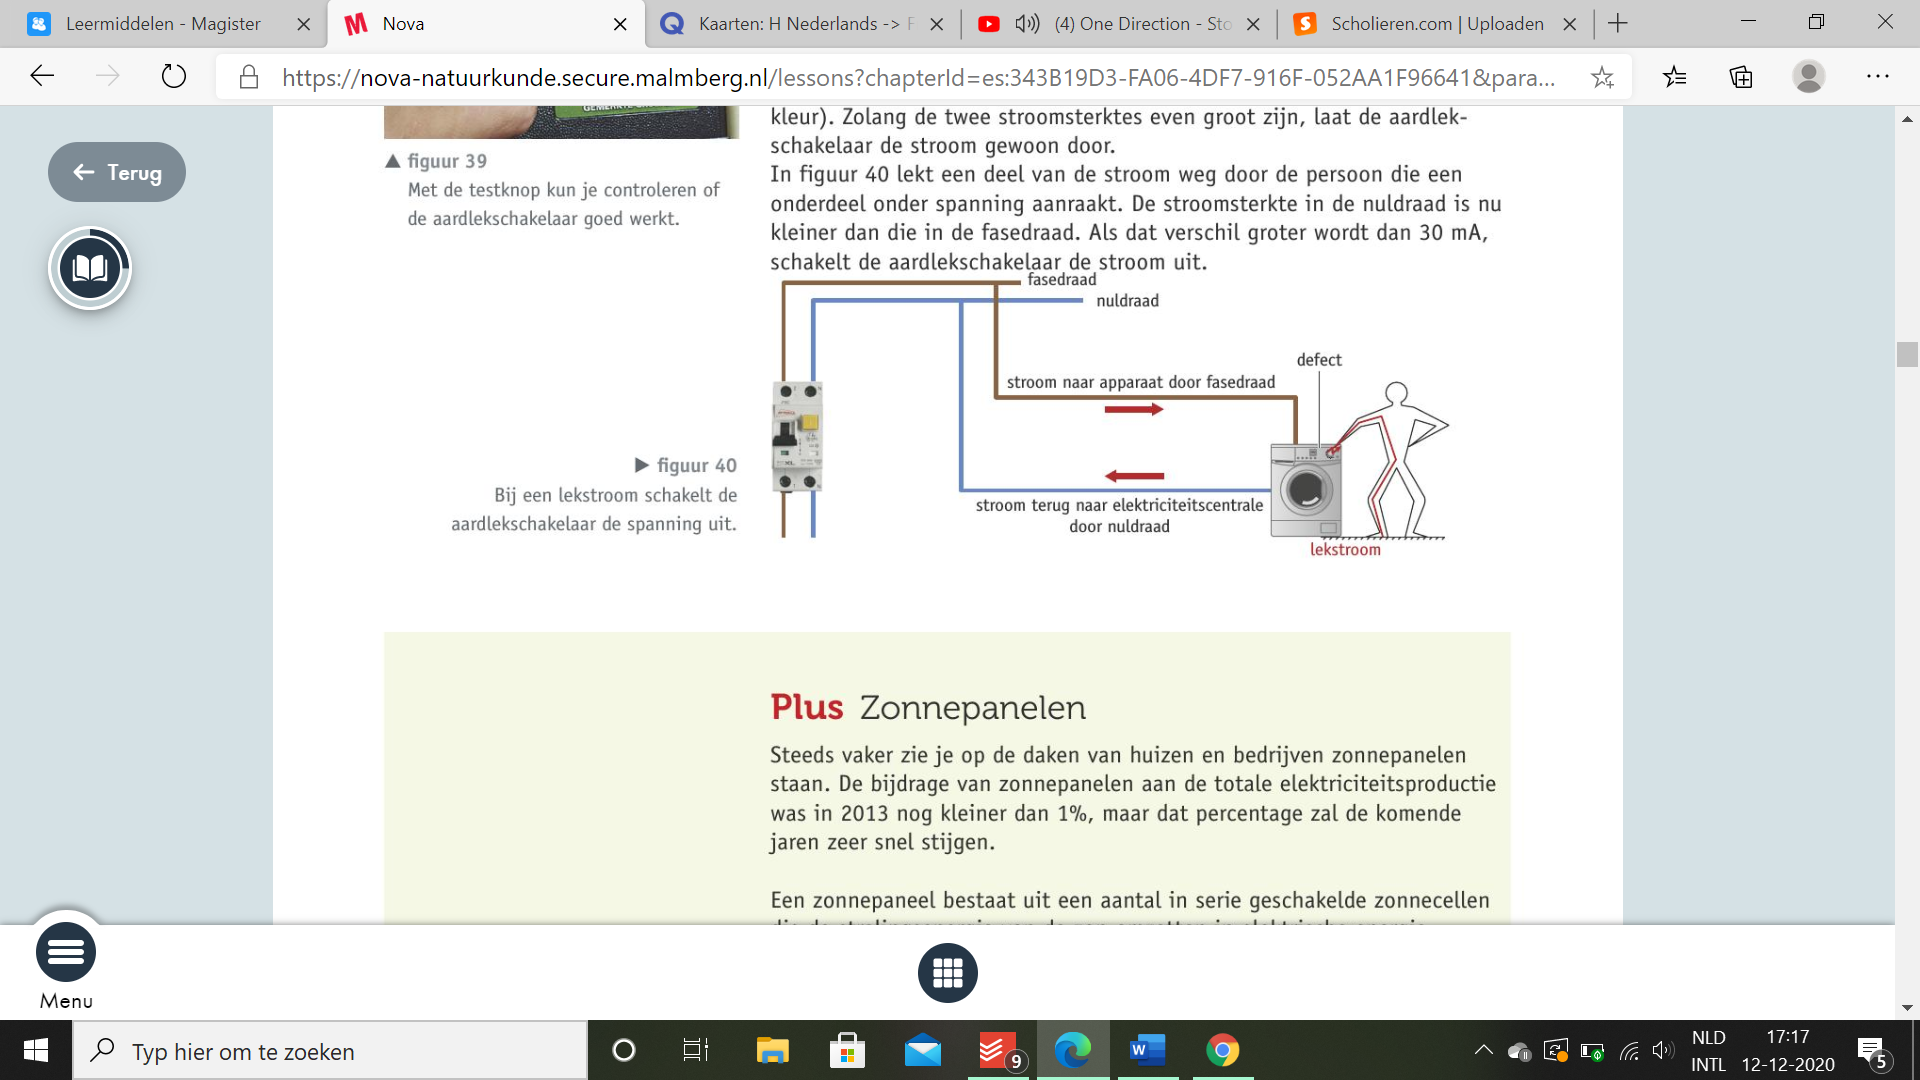 Leermiddelen - Magister
Nova
Kaarten: H Nederlands -> F
(4) One Direction - Sto
Scholieren.com | Uploaden
https://nova-natuurkunde.secure.malmberg.nl/lessons?chapterId=es:343B19D3-FA06-4DF7-916F-052AA1F96641&para...
Terug
▲ figuur 39
Met de testknop kun je controleren of
de aardlekschakelaar goed werkt.
kleur). Zolang de twee stroomsterktes even groot zijn, laat de aardlek-
schakelaar de stroom gewoon door.
In figuur 40 lekt een deel van de stroom weg door de persoon die een
onderdeel onder spanning aanraakt. De stroomsterkte in de nuldraad is nu
kleiner dan die in de fasedraad. Als dat verschil groter wordt dan 30 mA,
schakelt de aardlekschakelaar de stroom uit.
fasedraad
nuldraad
defect
stroom naar apparaat door fasedraad
stroom terug naar elektriciteitscentrale
door nuldraad
lekstroom
▶ figuur 40
Bij een lekstroom schakelt de
aardlekschakelaar de spanning uit.
Plus Zonnepanelen
Steeds vaker zie je op de daken van huizen en bedrijven zonnepanelen
staan. De bijdrage van zonnepanelen aan de totale elektriciteitsproductie
was in 2013 nog kleiner dan 1%, maar dat percentage zal de komende
jaren zeer snel stijgen.
Een zonnepaneel bestaat uit een aantal in serie geschakelde zonnecellen
Menu
Typ hier om te zoeken
9
NLD
INTL
17:17
12-12-2020
5